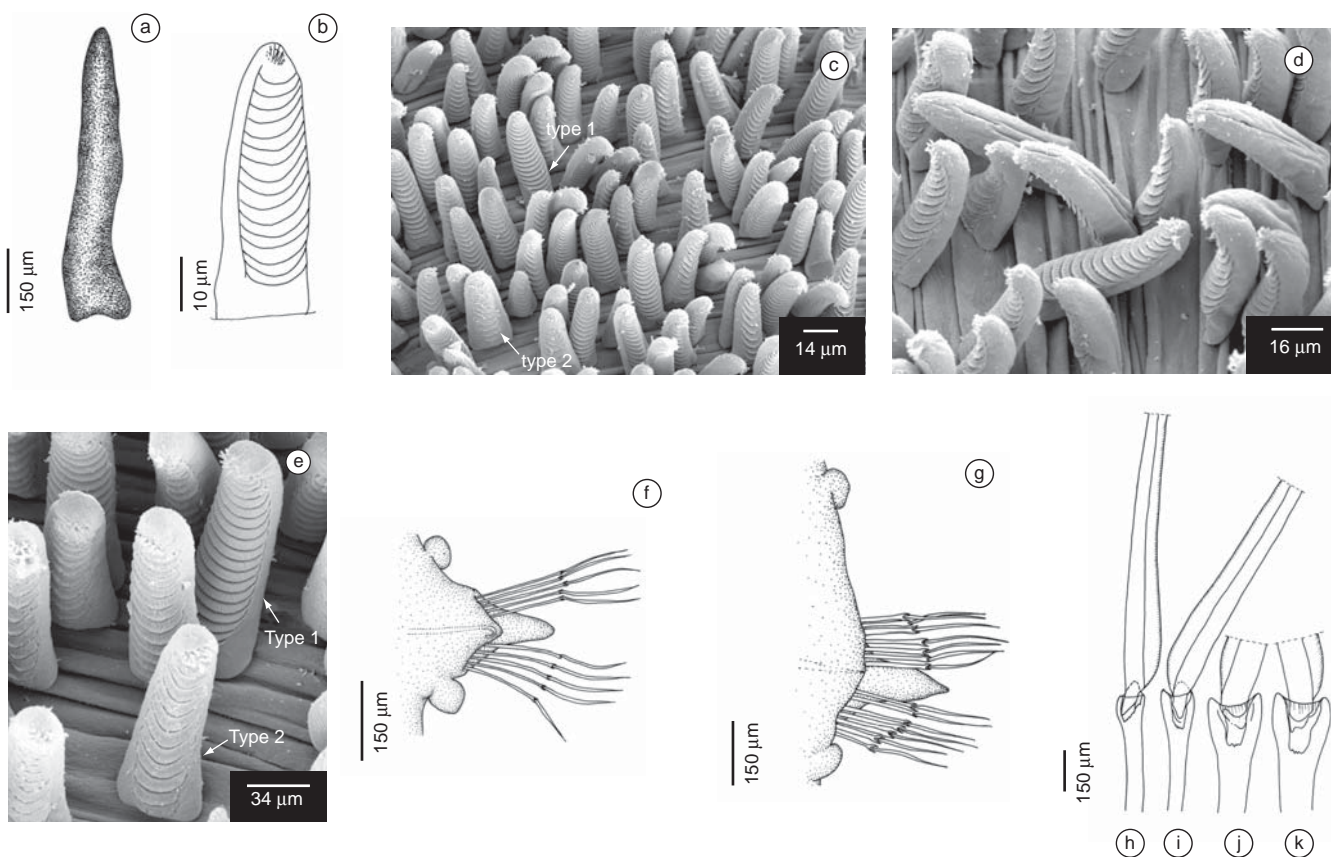 a
150 μm
b
10 μm
c
type 1
type 2
14 μm
d
16 μm
e
Type 1
Type 2
34 μm
f
150 μm
g
150 μm
150 μm
h
i
j
k